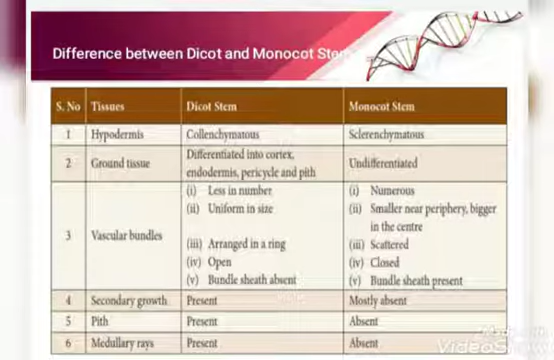 Difference between Dicot and Monocot Stem
S. No Tissues Dicot Stem Monocot Stem
1 Hypodermis Collenchymatous Sclerenchymatous
2 Ground tissue Differentiated into cortex, endodermis, pericycle and pith Undifferentiated
3 Vascular bundles
(i) Less in number (i) Numerous
(ii) Uniform in size (ii) Smaller near periphery, bigger in the centre
(iii) Arranged in a ring (iii) Scattered
(iv) Open (iv) Closed
(v) Bundle sheath absent (v) Bundle sheath present
4 Secondary growth Present Mostly absent
5 Pith Present Absent
6 Medullary rays Present Absent
Made with
VideoShow